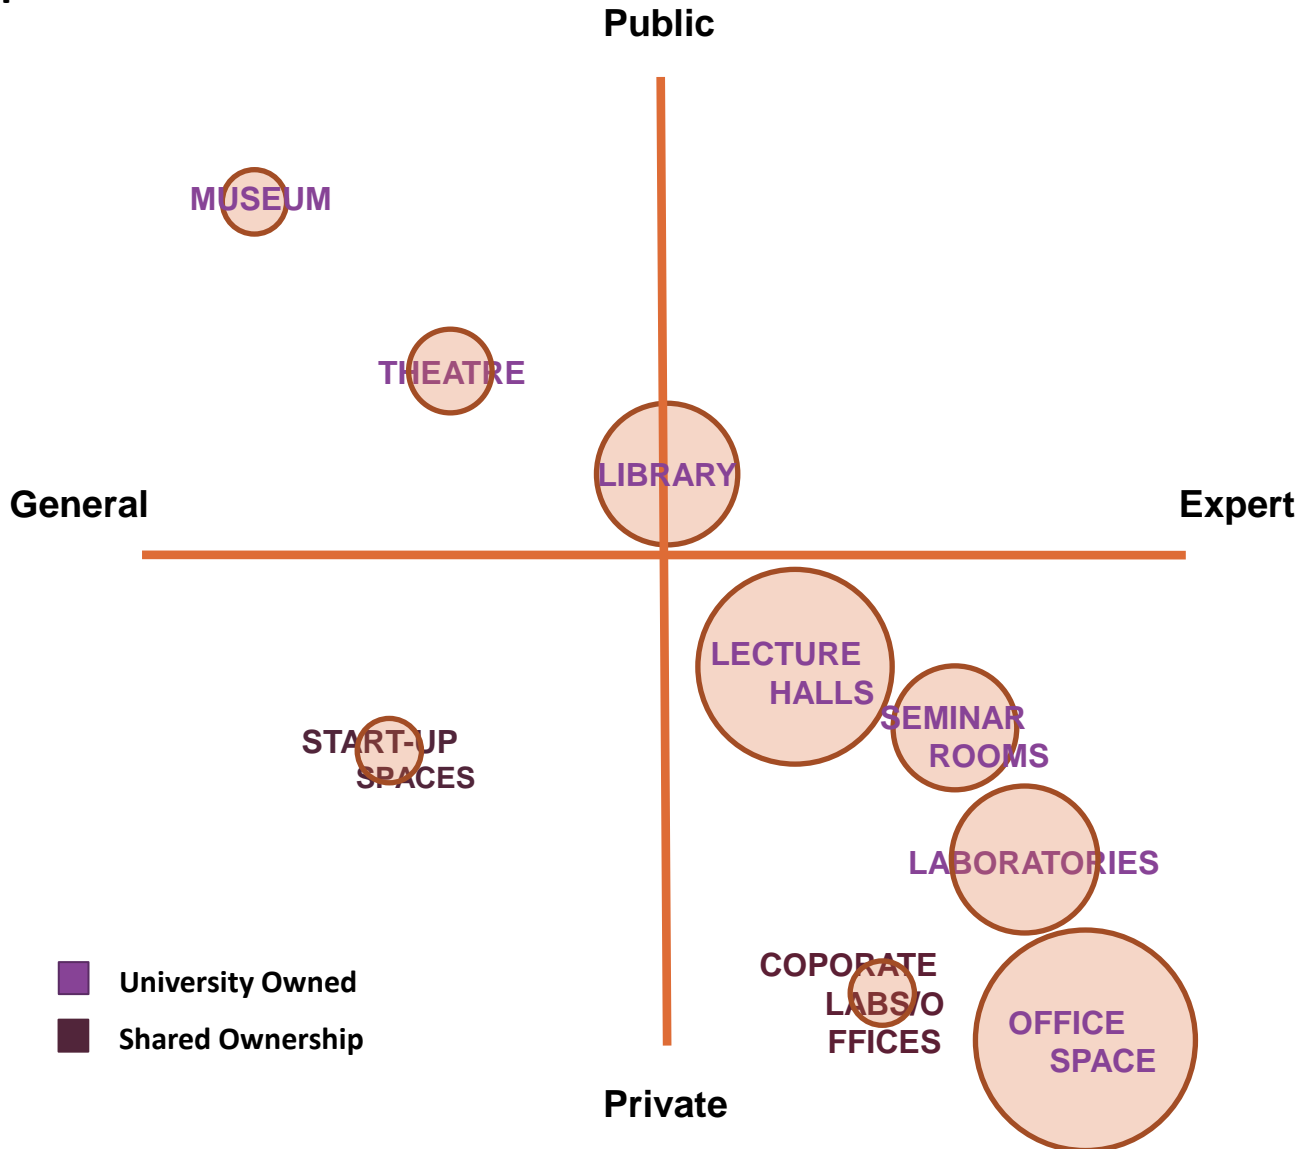 Public
MUSEUM
THEATRE
LIBRARY
General
Expert
LECTURE
HALLS
SEMINAR
ROOMS
START-UP
SPACES
LABORATORIES
COPORATE
LABS/O
FFICES
OFFICE
SPACE
University Owned
Shared Ownership
Private